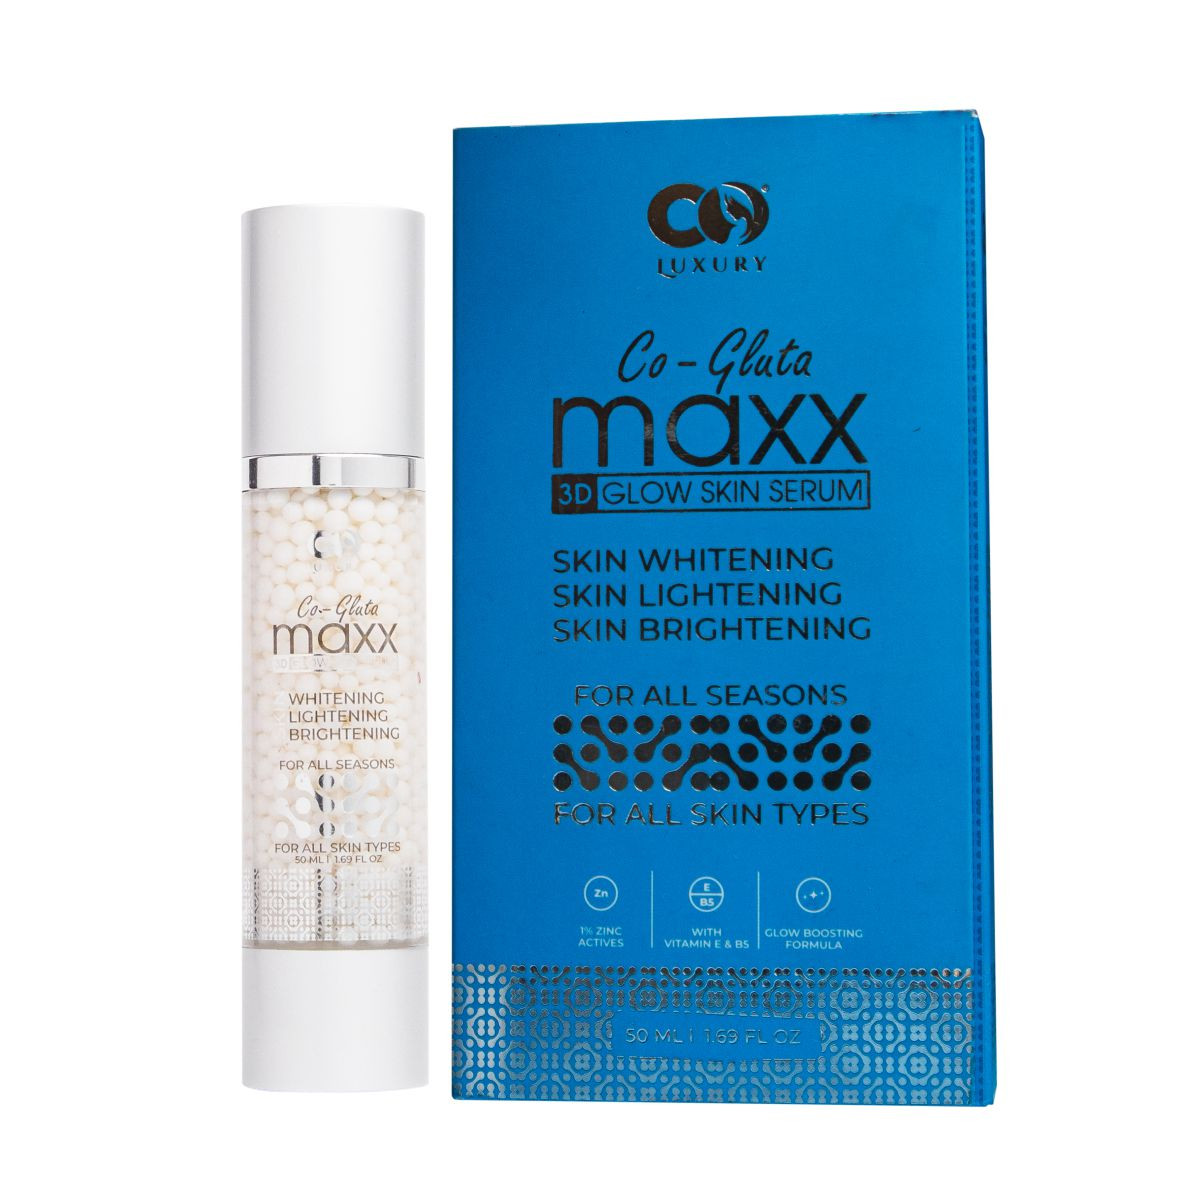 CO
Co-Gluta
maxx
3D GLOW
WHITENING
LIGHTENING
BRIGHTENING
FOR ALL SEASONS
FOR ALL SKIN TYPES
50 ML | 1.69 FL OZ
CO®
LUXURY
Co-Gluta
maxx
3D GLOW SKIN SERUM
SKIN WHITENING
SKIN LIGHTENING
SKIN BRIGHTENING
FOR ALL SEASONS
FOR ALL SKIN TYPES
Zn
1% ZINC
ACTIVES
E
B5
WITH
VITAMIN E & B5
GLOW BOOSTING
FORMULA
50 ML | 1.69 FL OZ